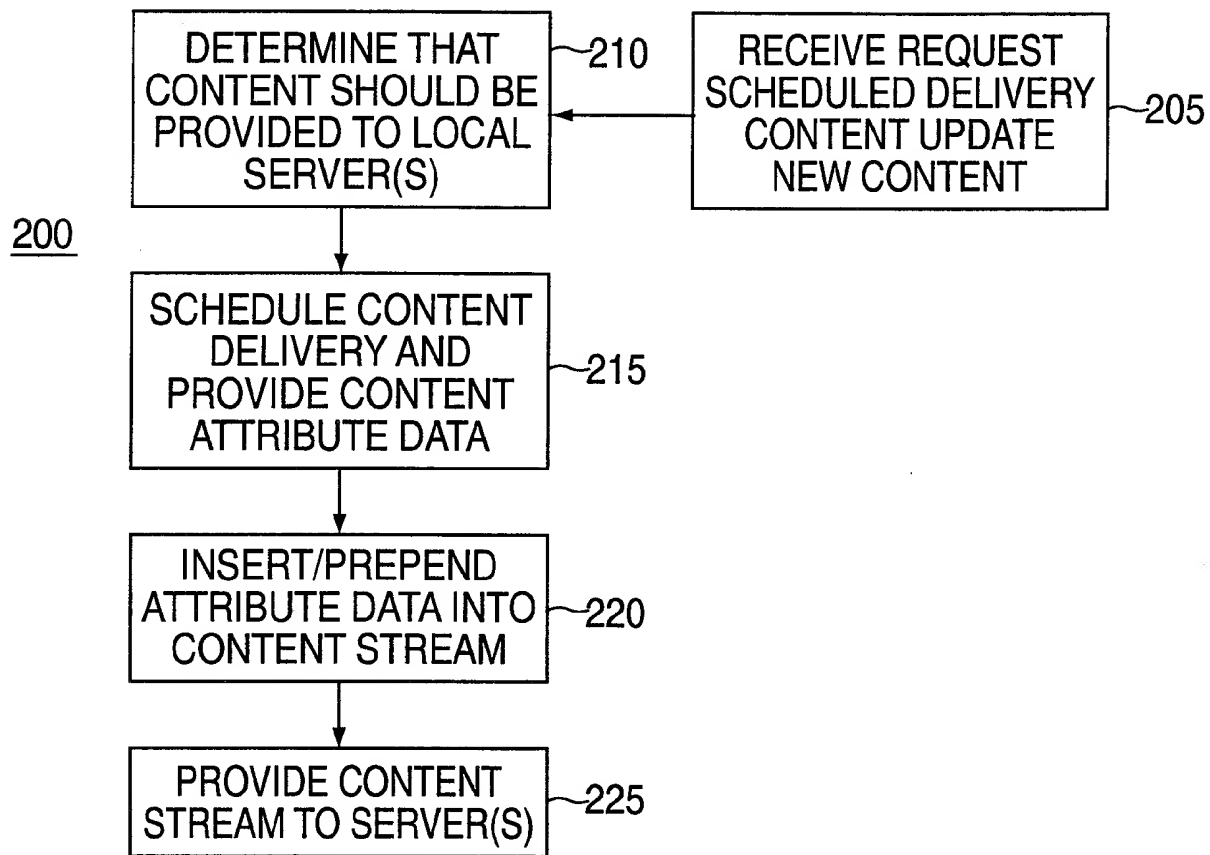 DETERMINE THAT
CONTENT SHOULD BE
PROVIDED TO LOCAL
SERVER(S)
210
RECEIVE REQUEST
SCHEDULED DELIVERY
CONTENT UPDATE
NEW CONTENT
205
200
SCHEDULE CONTENT
DELIVERY AND
PROVIDE CONTENT
ATTRIBUTE DATA
215
INSERT/PREPEND
ATTRIBUTE DATA INTO
CONTENT STREAM
220
PROVIDE CONTENT
STREAM TO SERVER(S)
225